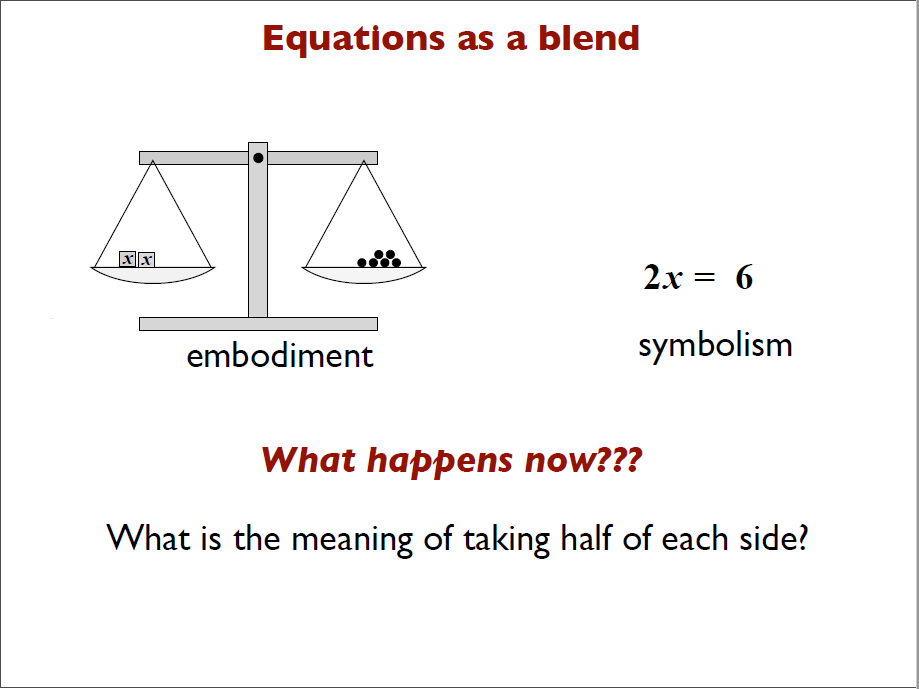 Equations as a blend
x x
2x = 6
embodiment
symbolism
What happens now???
What is the meaning of taking half of each side?